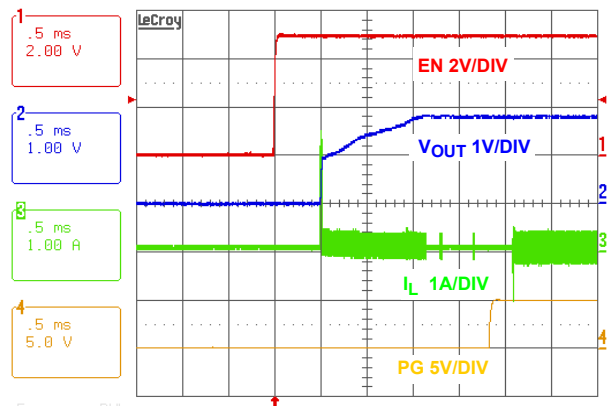 1
.5 ms
2.00 V
2
.5 ms
1.00 V
3
.5 ms
1.00 A
4
.5 ms
5.0 V
LeCroy
EN 2V/DIV
VOUT 1V/DIV
IL 1A/DIV
PG 5V/DIV
1
2
3
4